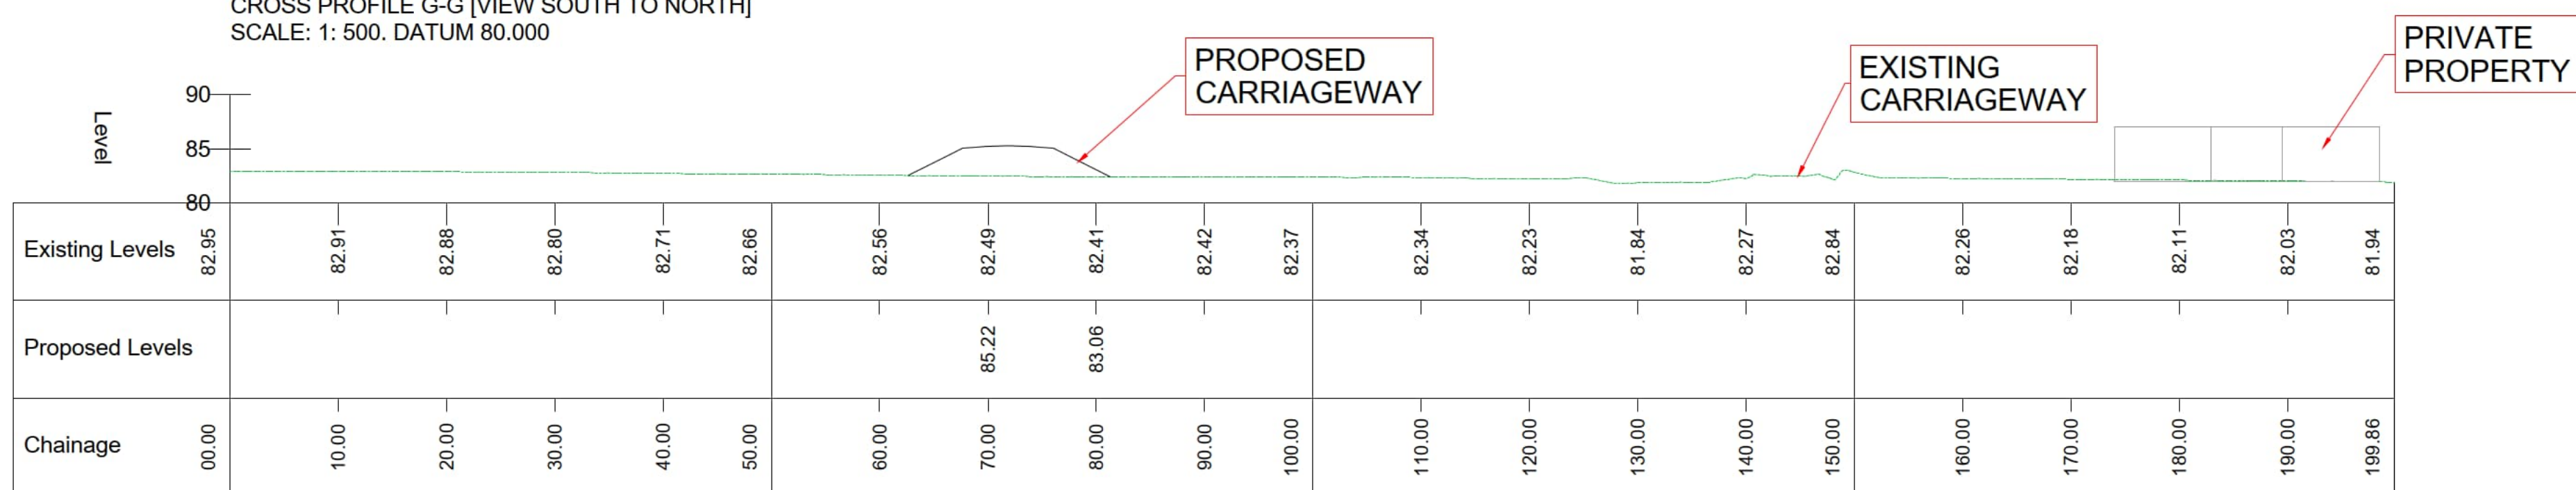 CROSS PROFILE G-G [VIEW SOUTH TO NORTH]
SCALE: 1: 500. DATUM 80.000
PROPOSED
CARRIAGEWAY
EXISTING
CARRIAGEWAY
PRIVATE
PROPERTY
Level
90
85
80
Existing Levels 82.95 82.91 82.88 82.80 82.71 82.66 82.56 82.49 82.41 82.42 82.37 82.34 82.23 81.84 82.27 82.84 82.26 82.18 82.11 82.03 81.94
Proposed Levels 85.22 83.06
Chainage 00.00 10.00 20.00 30.00 40.00 50.00 60.00 70.00 80.00 90.00 100.00 110.00 120.00 130.00 140.00 150.00 160.00 170.00 180.00 190.00 199.86